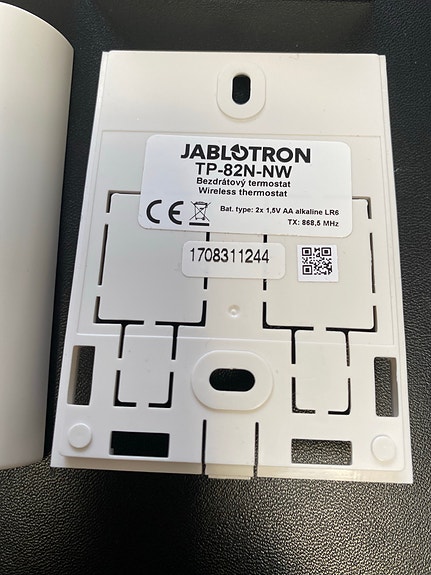 JABLOTRON
TP-82N-NW
Bezdrátový termostat
Wireless thermostat
CE Bat. type: 2x 1,5V AA alkaline LR6
TX: 868,5 MHz
1708311244